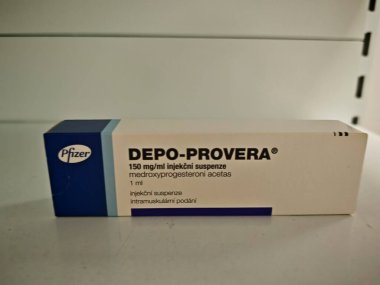 Pfizer
DEPO-PROVERA®
150 mg/ml injekční suspenze
medroxyprogesteroni acetas
1 ml
injekční suspenze
intramuskulární podání